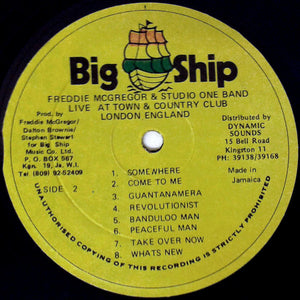 Big Ship
FREDDIE MCGREGOR & STUDIO ONE BAND
LIVE AT TOWN & COUNTRY CLUB
LONDON ENGLAND
Prod. by
Freddie McGregor/
Dalton Brownie/
Stephen Stewart
for Big Ship
Music Co. Ltd.
P. O. BOX 567
Kgn. 19, Ja. W.I.
Tel (809) 92-52409
Distributed by
DYNAMIC
SOUNDS
15 Bell Road
Kingston 11
PH: 39138/39168
SIDE 2
Made in
Jamaica
1 SOMEWHERE
2 COME TO ME
3 GUANTANAMERA
4 REVOLUTIONIST
5 BANDULOO MAN
6 PEACEFUL MAN
7 TAKE OVER NOW
8 WHATS NEW
UNAUTHORISED COPYING OF THIS RECORDING IS STRICTLY PROHIBITED